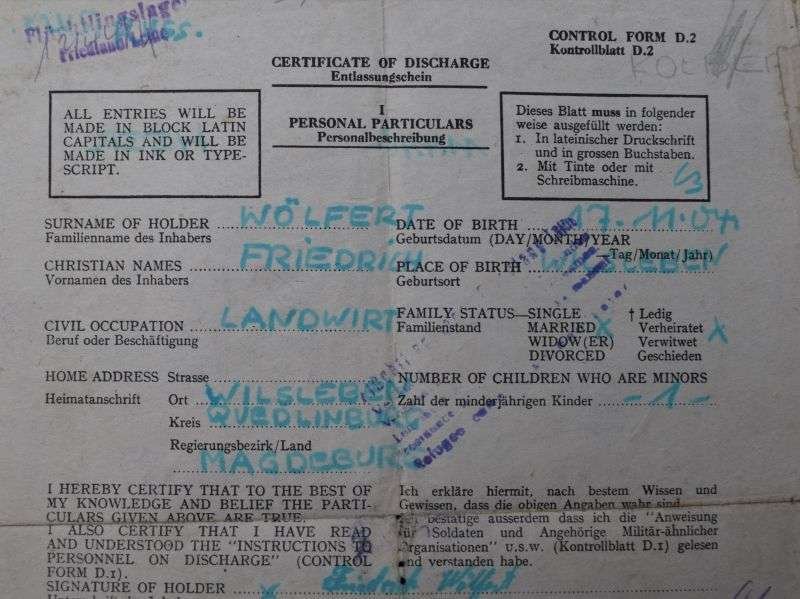 Friedland/Leine
CONTROL FORM D.2
Kontrollblatt D.2
CERTIFICATE OF DISCHARGE
Entlassungschein
ALL ENTRIES WILL BE
MADE IN BLOCK LATIN
CAPITALS AND WILL BE
MADE IN INK OR TYPE-
SCRIPT.
I
PERSONAL PARTICULARS
Personalbeschreibung
Dieses Blatt muss in folgender
weise ausgefüllt werden:
1. In lateinischer Druckschrift
und in grossen Buchstaben.
2. Mit Tinte oder mit
Schreibmaschine.
SURNAME OF HOLDER WÖLFERT
Familienname des Inhabers
DATE OF BIRTH 17.11.04
Geburtsdatum (DAY/MONTH/YEAR
—Tag/Monat/Jahr)
CHRISTIAN NAMES FRIEDRICH
Vornamen des Inhabers
PLACE OF BIRTH WILSLEBEN
Geburtsort
CIVIL OCCUPATION LANDWIRT
Beruf oder Beschäftigung
FAMILY STATUS—SINGLE † Ledig
Familienstand MARRIED X Verheiratet X
WIDOW(ER) Verwitwet
DIVORCED Geschieden
HOME ADDRESS Strasse
Heimatanschrift Ort WILSLEBEN
Kreis QUEDLINBURG
Regierungsbezirk/Land
MAGDEBURG
NUMBER OF CHILDREN WHO ARE MINORS
Zahl der minderjährigen Kinder -1-
Refugee
I HEREBY CERTIFY THAT TO THE BEST OF
MY KNOWLEDGE AND BELIEF THE PARTI-
CULARS GIVEN ABOVE ARE TRUE.
I ALSO CERTIFY THAT I HAVE READ
AND UNDERSTOOD THE "INSTRUCTIONS TO
PERSONNEL ON DISCHARGE" (CONTROL
FORM D.1).
SIGNATURE OF HOLDER
Ich erkläre hiermit, nach bestem Wissen und
Gewissen, dass die obigen Angaben wahr sind.
Ich bestätige ausserdem dass ich die "Anweisung
für Soldaten und Angehörige Militär-ähnlicher
Organisationen" U.S.W. (Kontrollblatt D.1) gelesen
und verstanden habe.